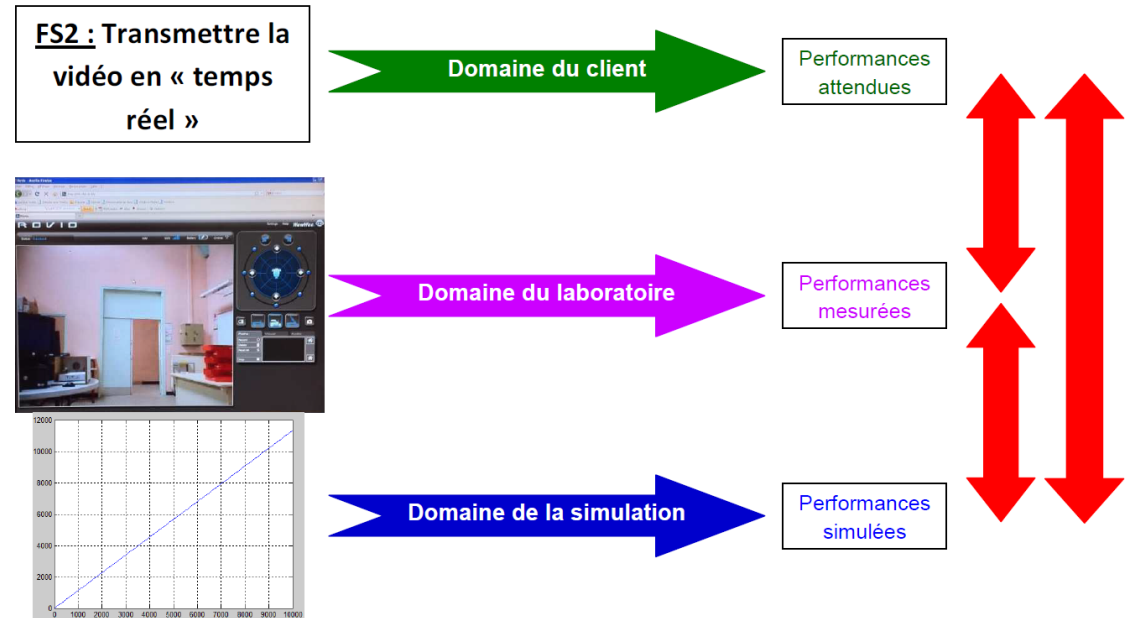 FS2 : Transmettre la
vidéo en « temps
réel »
Domaine du client
Performances
attendues
ROVIO
Domaine du laboratoire
Performances
mesurées
12000
10000
8000
6000
4000
2000
0
0 1000 2000 3000 4000 5000 6000 7000 8000 9000 10000
Domaine de la simulation
Performances
simulées